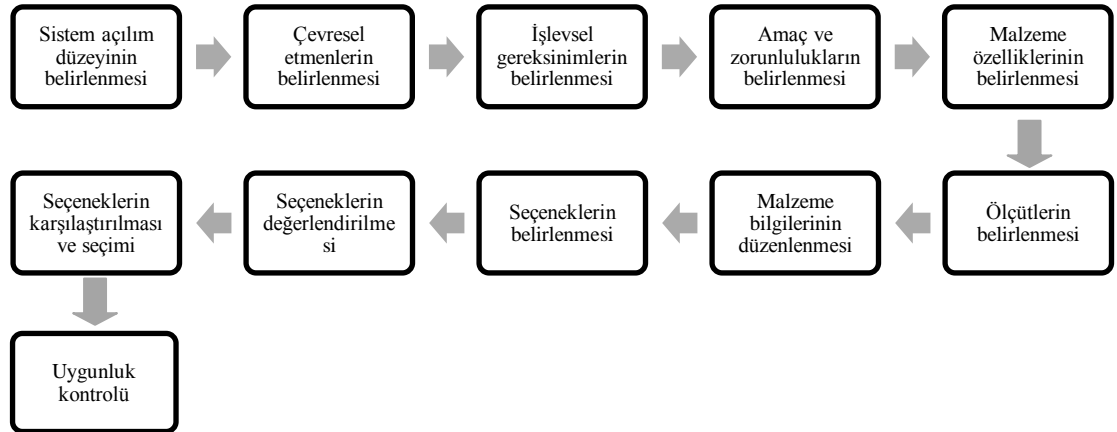 Sistem açılım
düzeyinin
belirlenmesi
Çevresel
etmenlerin
belirlenmesi
İşlevsel
gereksinimlerin
belirlenmesi
Amaç ve
zorunlulukların
belirlenmesi
Malzeme
özelliklerinin
belirlenmesi
Ölçütlerin
belirlenmesi
Malzeme
bilgilerinin
düzenlenmesi
Seçeneklerin
belirlenmesi
Seçeneklerin
değerlendirilme
si
Seçeneklerin
karşılaştırılması
ve seçimi
Uygunluk
kontrolü